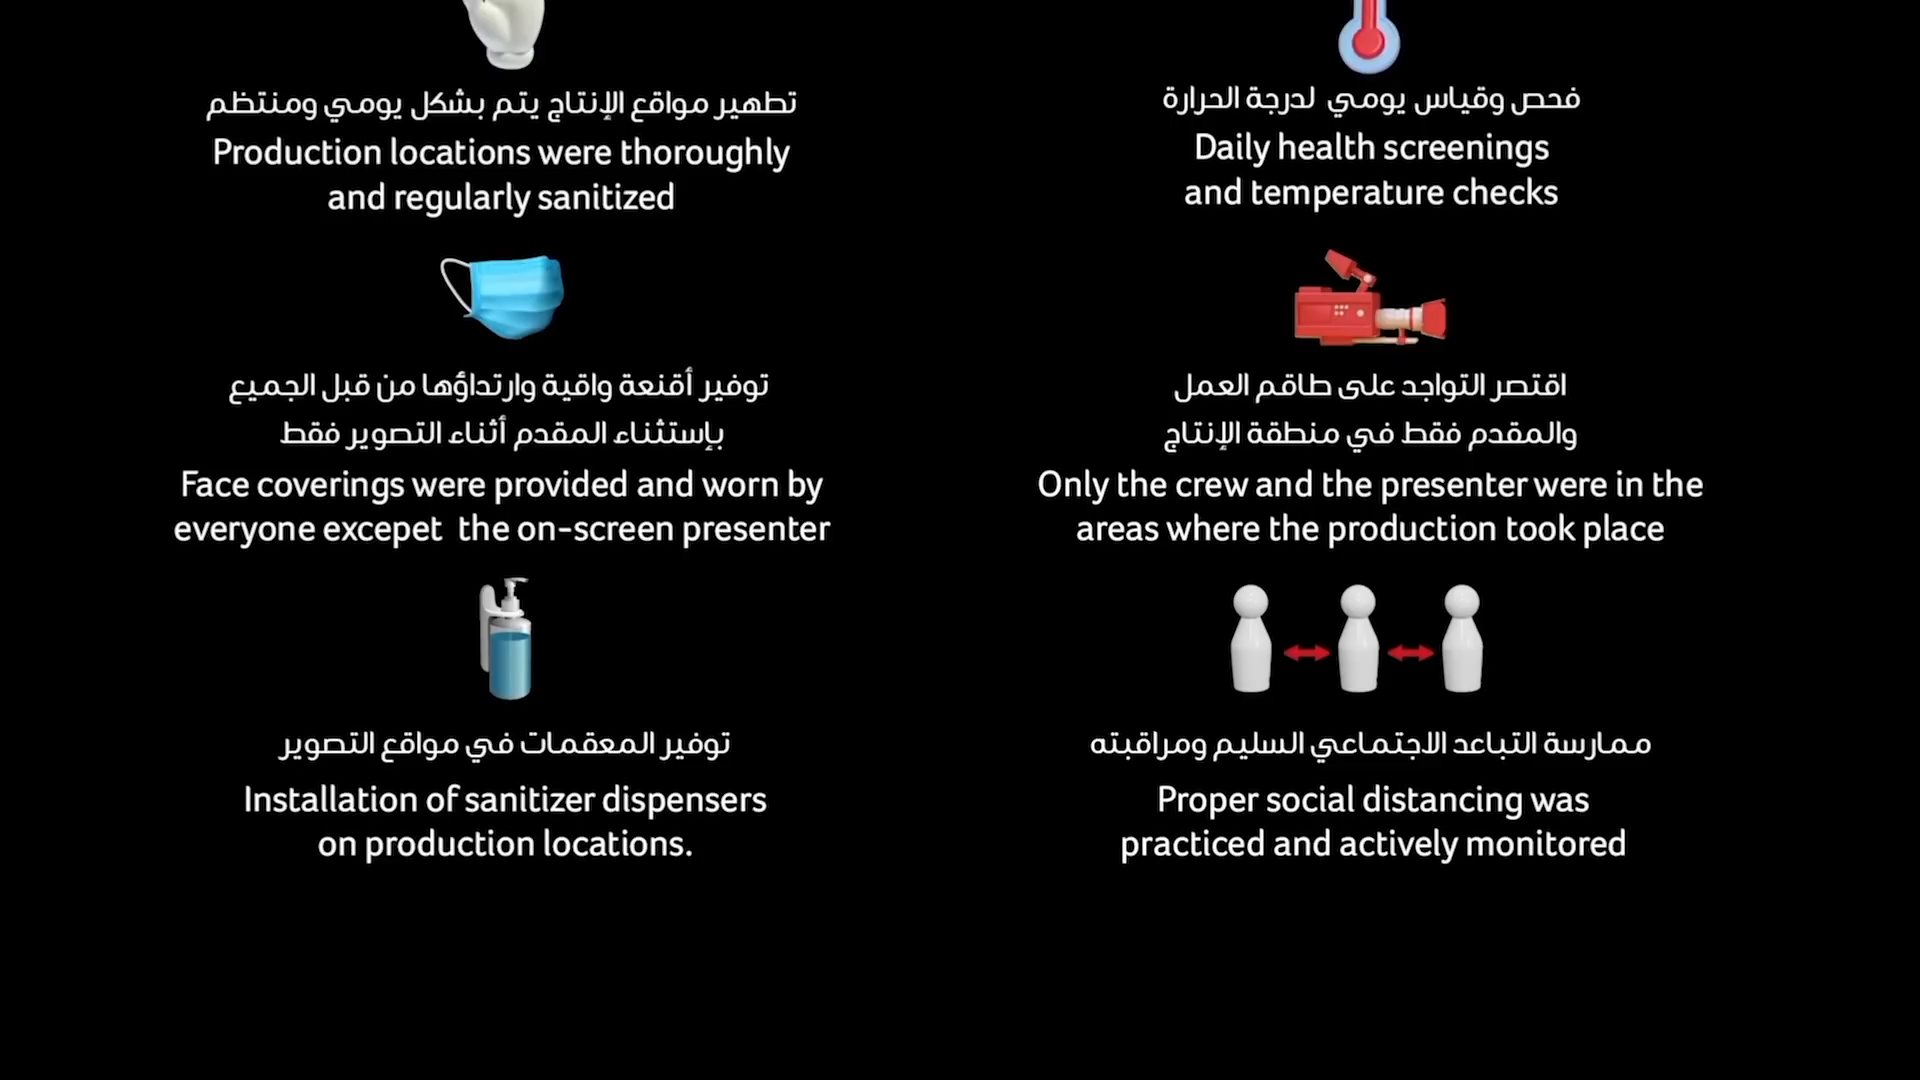 تطهير مواقع الإنتاج يتم بشكل يومي ومنتظم
Production locations were thoroughly
and regularly sanitized
فحص وقياس يومي لدرجة الحرارة
Daily health screenings
and temperature checks
توفير أقنعة واقية وارتداؤها من قبل الجميع
بإستثناء المقدم أثناء التصوير فقط
Face coverings were provided and worn by
everyone excepet  the on-screen presenter
اقتصر التواجد على طاقم العمل
والمقدم فقط في منطقة الإنتاج
Only the crew and the presenter were in the
areas where the production took place
توفير المعقمات في مواقع التصوير
Installation of sanitizer dispensers
on production locations.
ممارسة التباعد الاجتماعي السليم ومراقبته
Proper social distancing was
practiced and actively monitored